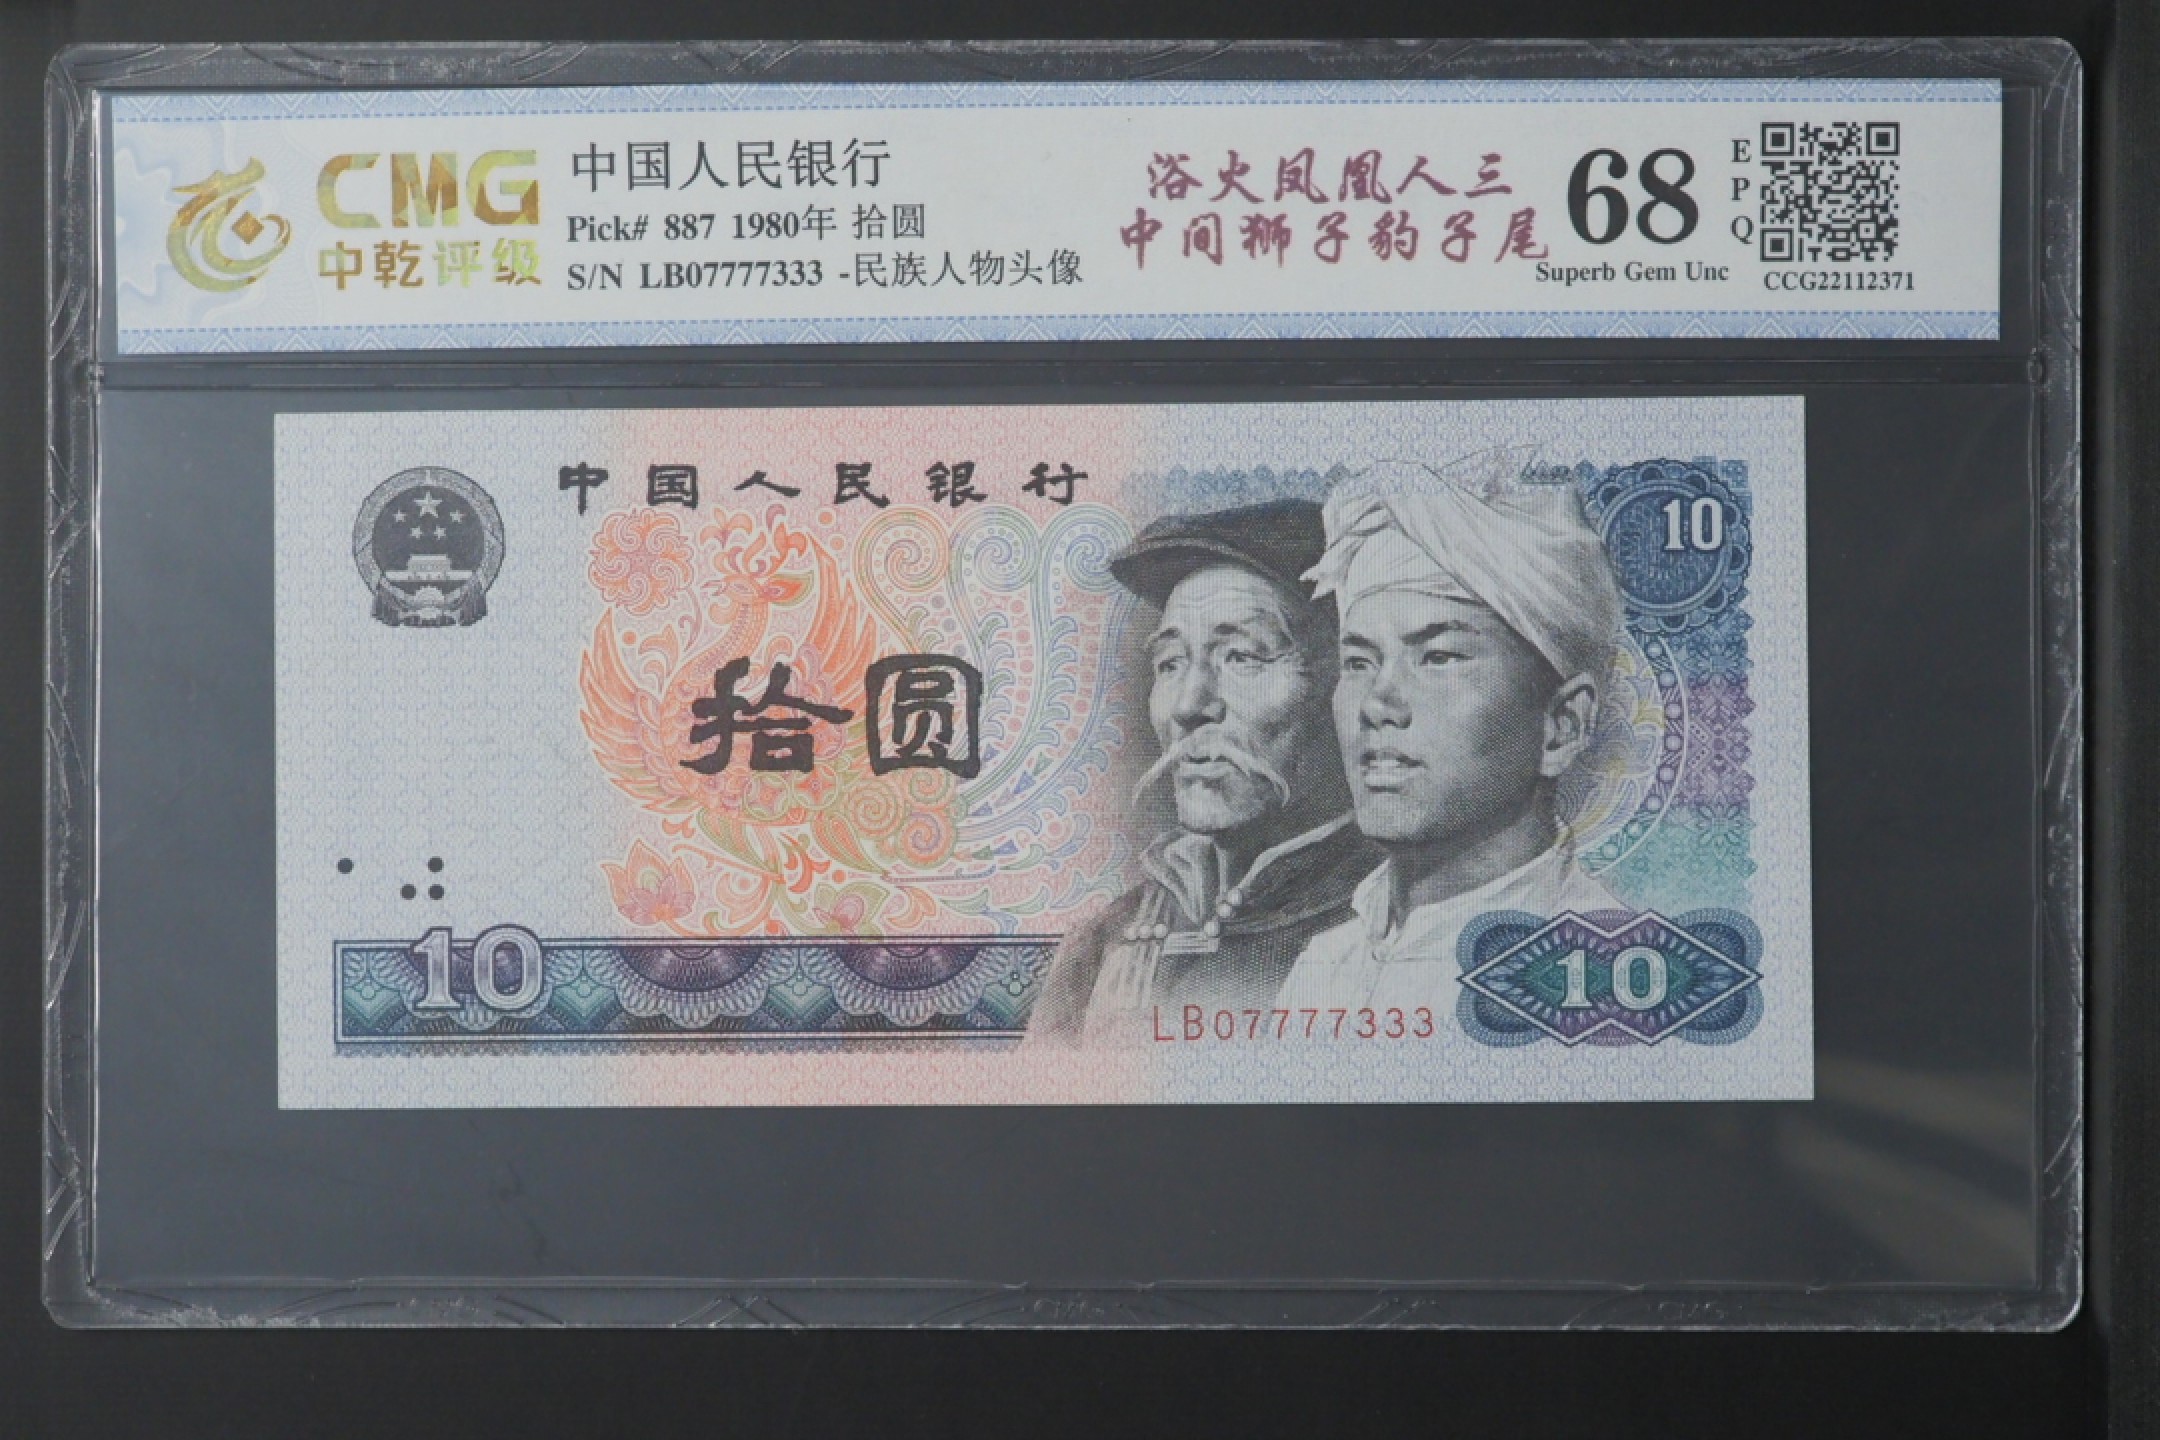 CMG
中乾评级
中国人民银行
Pick# 887 1980年 拾圆
S/N LB07777333 -民族人物头像
浴火凤凰人三
中间狮子豹子尾
68
EPQ
Superb Gem Unc
CCG22112371
中国人民银行
10
拾圆
10
10
LB07777333